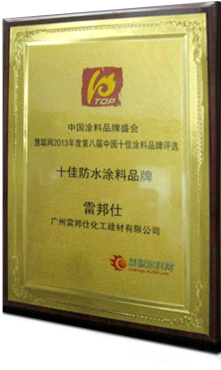 TOP
中国涂料品牌盛会
慧聪网2013年度第八届中国十佳涂料品牌评选
十佳防水涂料品牌
雷邦仕
广州雷邦仕化工建材有限公司
慧聪涂料网